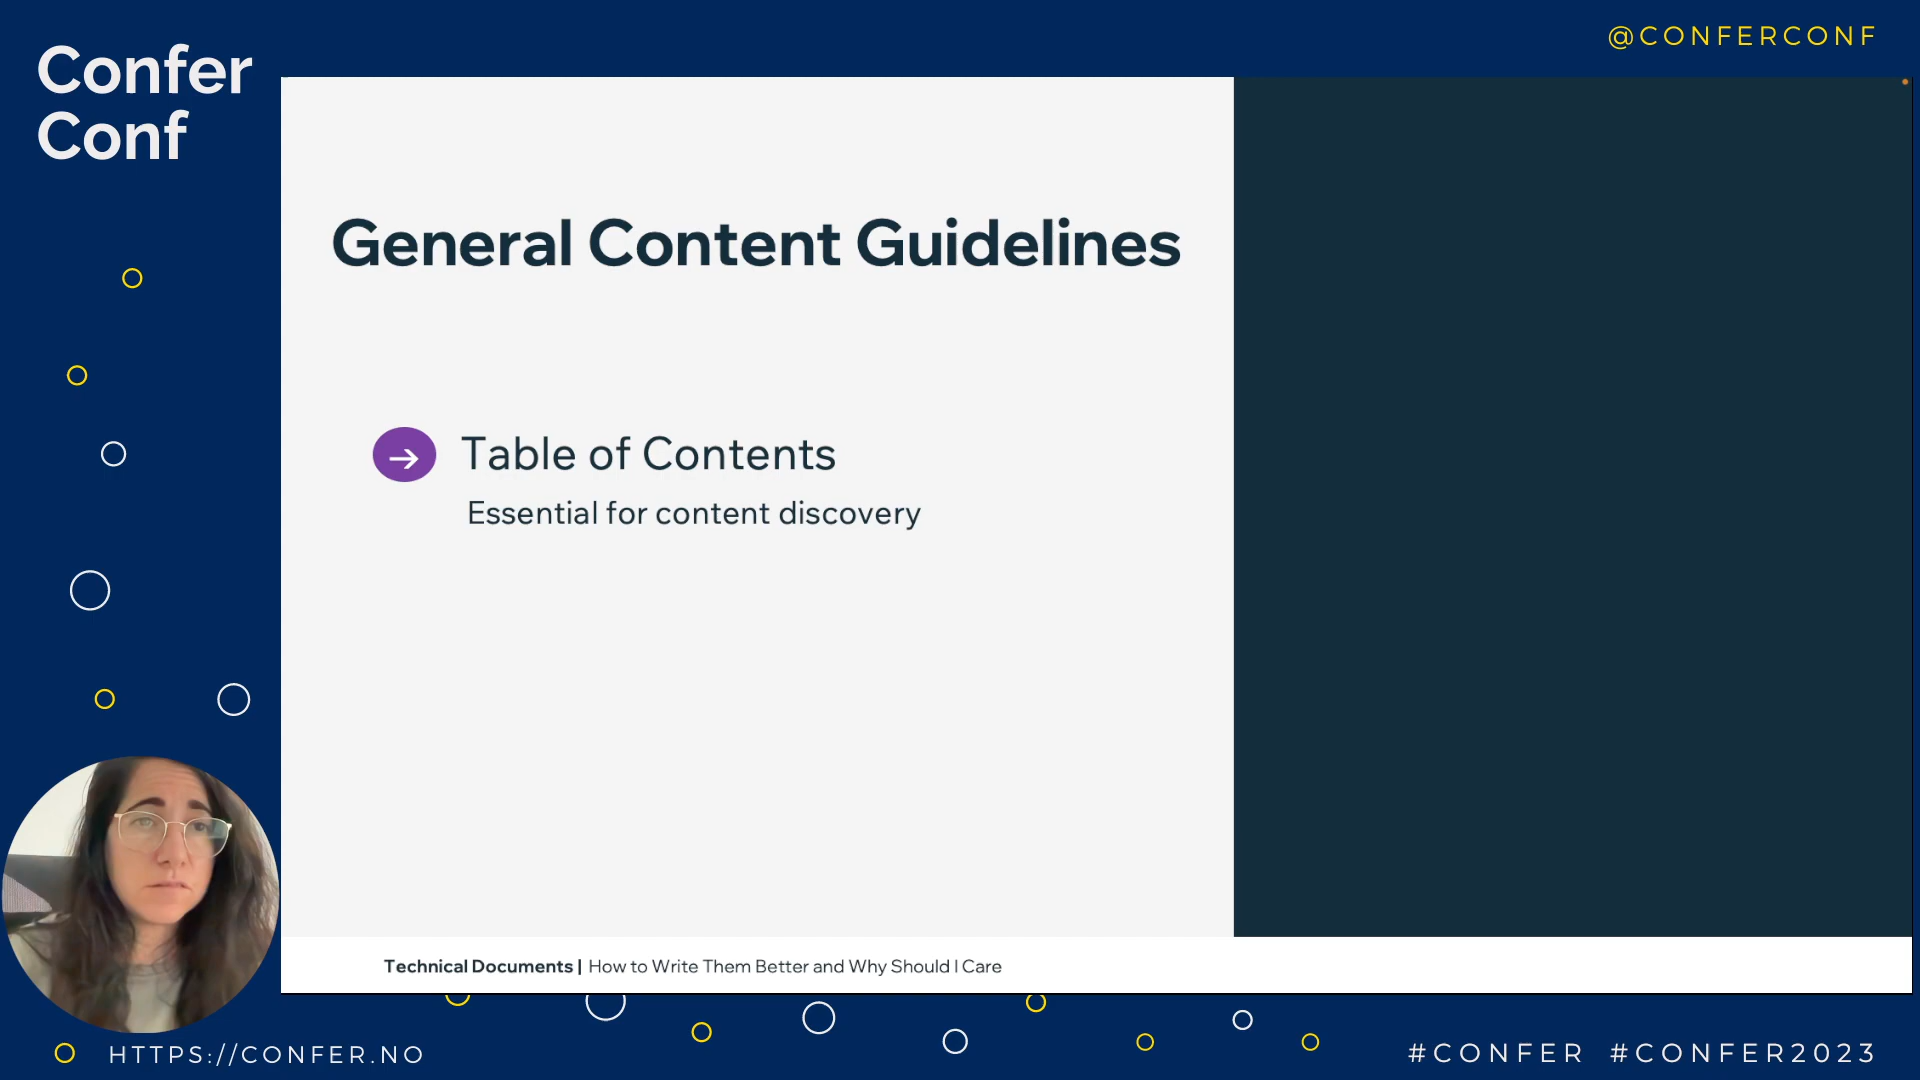 Confer
Conf
@CONFERCONF
General Content Guidelines
Table of Contents
Essential for content discovery
Technical Documents | How to Write Them Better and Why Should I Care
HTTPS://CONFER.NO
#CONFER #CONFER2023